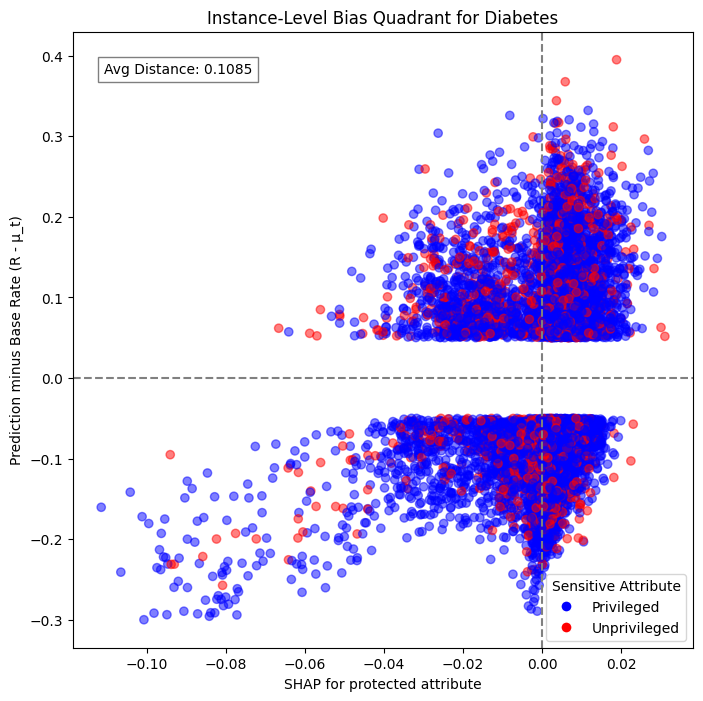 Instance-Level Bias Quadrant for Diabetes
Avg Distance: 0.1085
Prediction minus Base Rate (R - μ_t)
0.4
0.3
0.2
0.1
0.0
−0.1
−0.2
−0.3
Sensitive Attribute
Privileged
Unprivileged
−0.10
−0.08
−0.06
−0.04
−0.02
0.00
0.02
SHAP for protected attribute